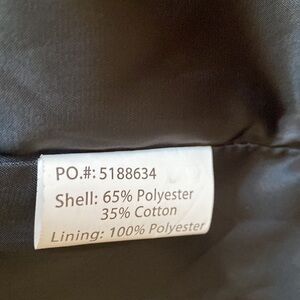 PO.#: 5188634
Shell: 65% Polyester
35% Cotton
Lining: 100% Polyester